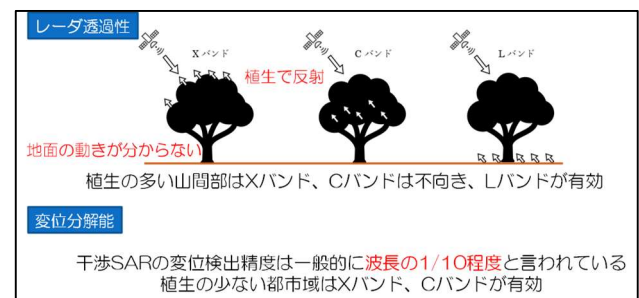 レーダ透過性
Xバンド
Cバンド
Lバンド
植生で反射
地面の動きが分からない
植生の多い山間部はXバンド、Cバンドは不向き、Lバンドが有効
変位分解能
干渉SARの変位検出精度は一般的に波長の1/10程度と言われている
植生の少ない都市域はXバンド、Cバンドが有効